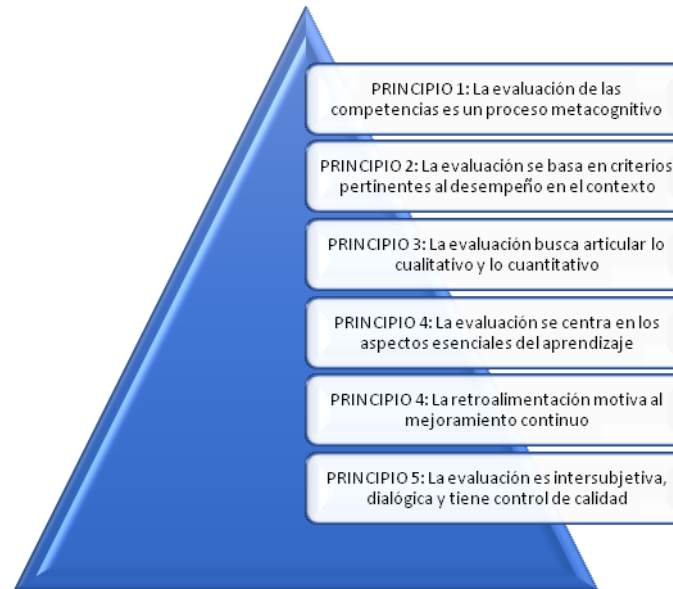 PRINCIPIO 1: La evaluación de las
competencias es un proceso metacognitivo
PRINCIPIO 2: La evaluación se basa en criterios
pertinentes al desempeño en el contexto
PRINCIPIO 3: La evaluación busca articular lo
cualitativo y lo cuantitativo
PRINCIPIO 4: La evaluación se centra en los
aspectos esenciales del aprendizaje
PRINCIPIO 4: La retroalimentación motiva al
mejoramiento continuo
PRINCIPIO 5: La evaluación es intersubjetiva,
dialógica y tiene control de calidad